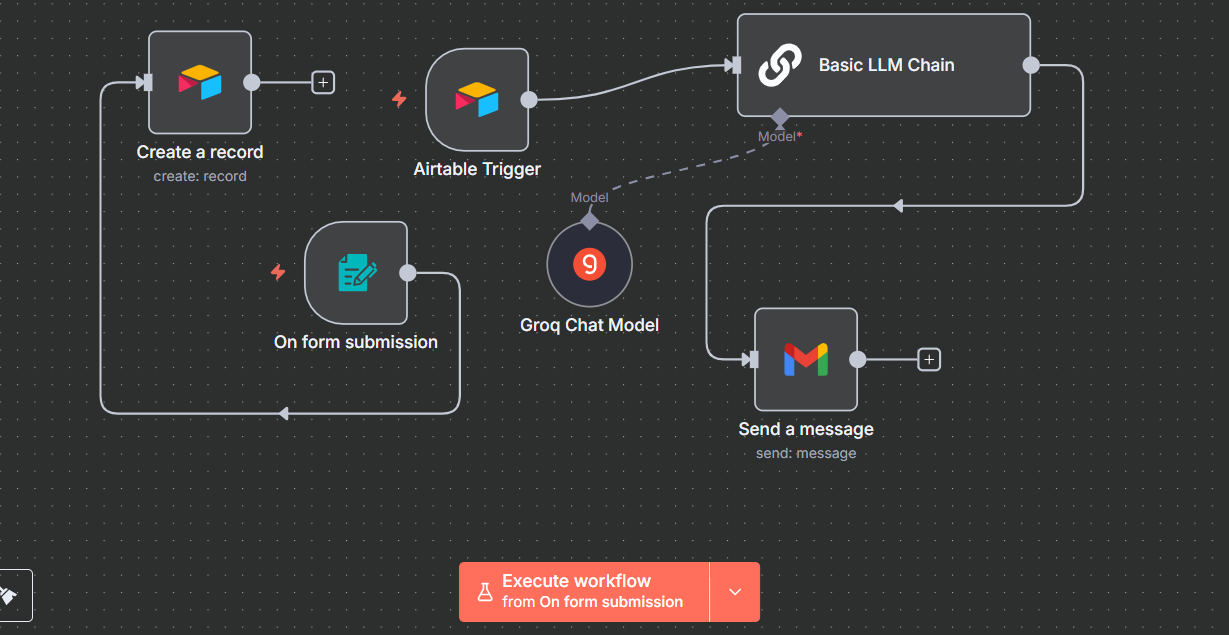 Create a record
create: record
Airtable Trigger
Basic LLM Chain
Model*
Model
Groq Chat Model
On form submission
Send a message
send: message
Execute workflow
from On form submission